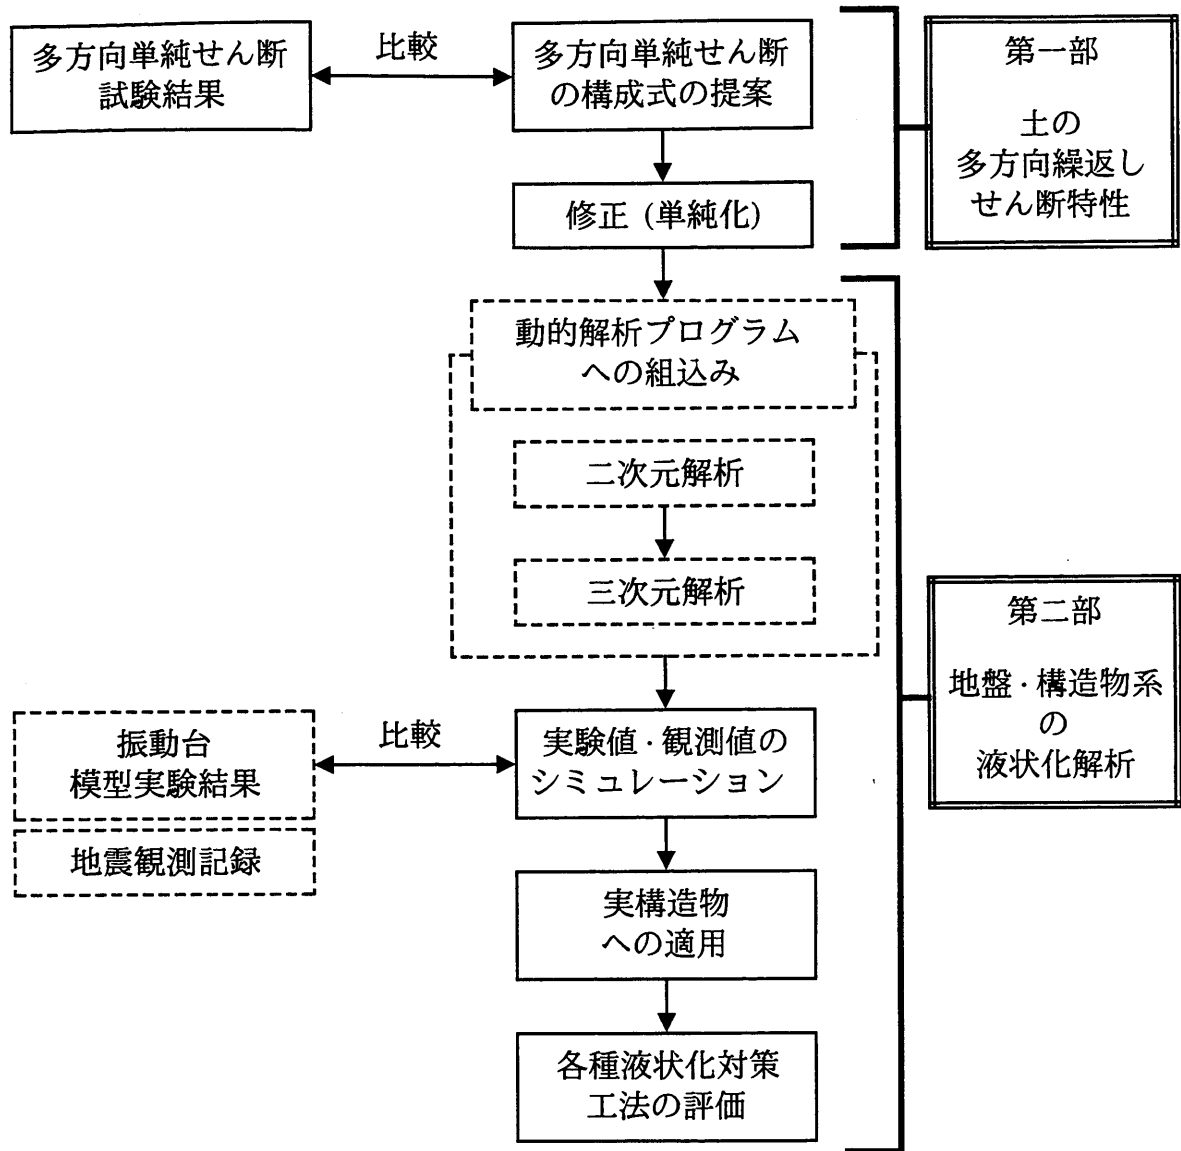 多方向単純せん断
試験結果
比較
多方向単純せん断
の構成式の提案
修正 (単純化)
第一部
土の
多方向繰返し
せん断特性
動的解析プログラム
への組込み
二次元解析
三次元解析
振動台
模型実験結果
地震観測記録
比較
実験値・観測値の
シミュレーション
実構造物
への適用
各種液状化対策
工法の評価
第二部
地盤・構造物系
の
液状化解析